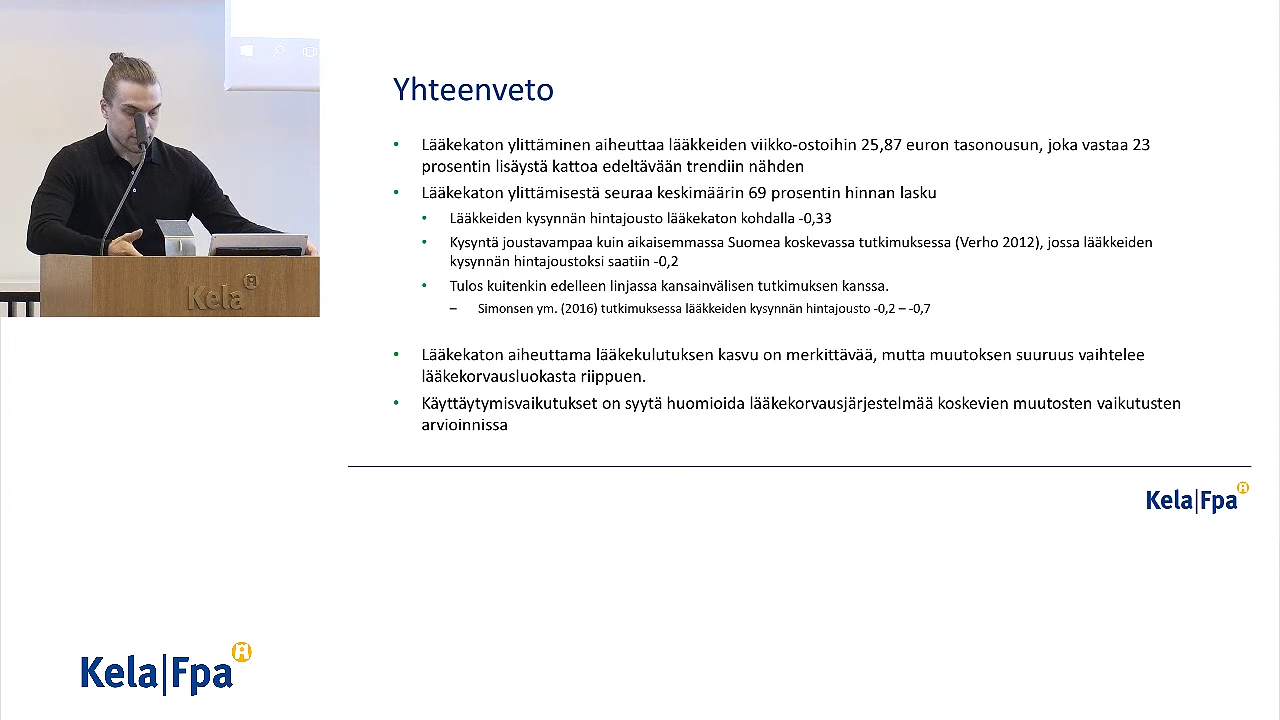 Yhteenveto
• Lääkekaton ylittäminen aiheuttaa lääkkeiden viikko-ostoihin 25,87 euron tasonousun, joka vastaa 23
prosentin lisäystä kattoa edeltävään trendiin nähden
• Lääkekaton ylittämisestä seuraa keskimäärin 69 prosentin hinnan lasku
• Lääkkeiden kysynnän hintajousto lääkekaton kohdalla -0,33
• Kysyntä joustavampaa kuin aikaisemmassa Suomea koskevassa tutkimuksessa (Verho 2012), jossa lääkkeiden
kysynnän hintajoustoksi saatiin -0,2
• Tulos kuitenkin edelleen linjassa kansainvälisen tutkimuksen kanssa.
– Simonsen ym. (2016) tutkimuksessa lääkkeiden kysynnän hintajousto -0,2 – -0,7
• Lääkekaton aiheuttama lääkekulutuksen kasvu on merkittävää, mutta muutoksen suuruus vaihtelee
lääkekorvausluokasta riippuen.
• Käyttäytymisvaikutukset on syytä huomioida lääkekorvausjärjestelmää koskevien muutosten vaikutusten
arvioinnissa
Kela
Kela|Fpa
Kela|Fpa